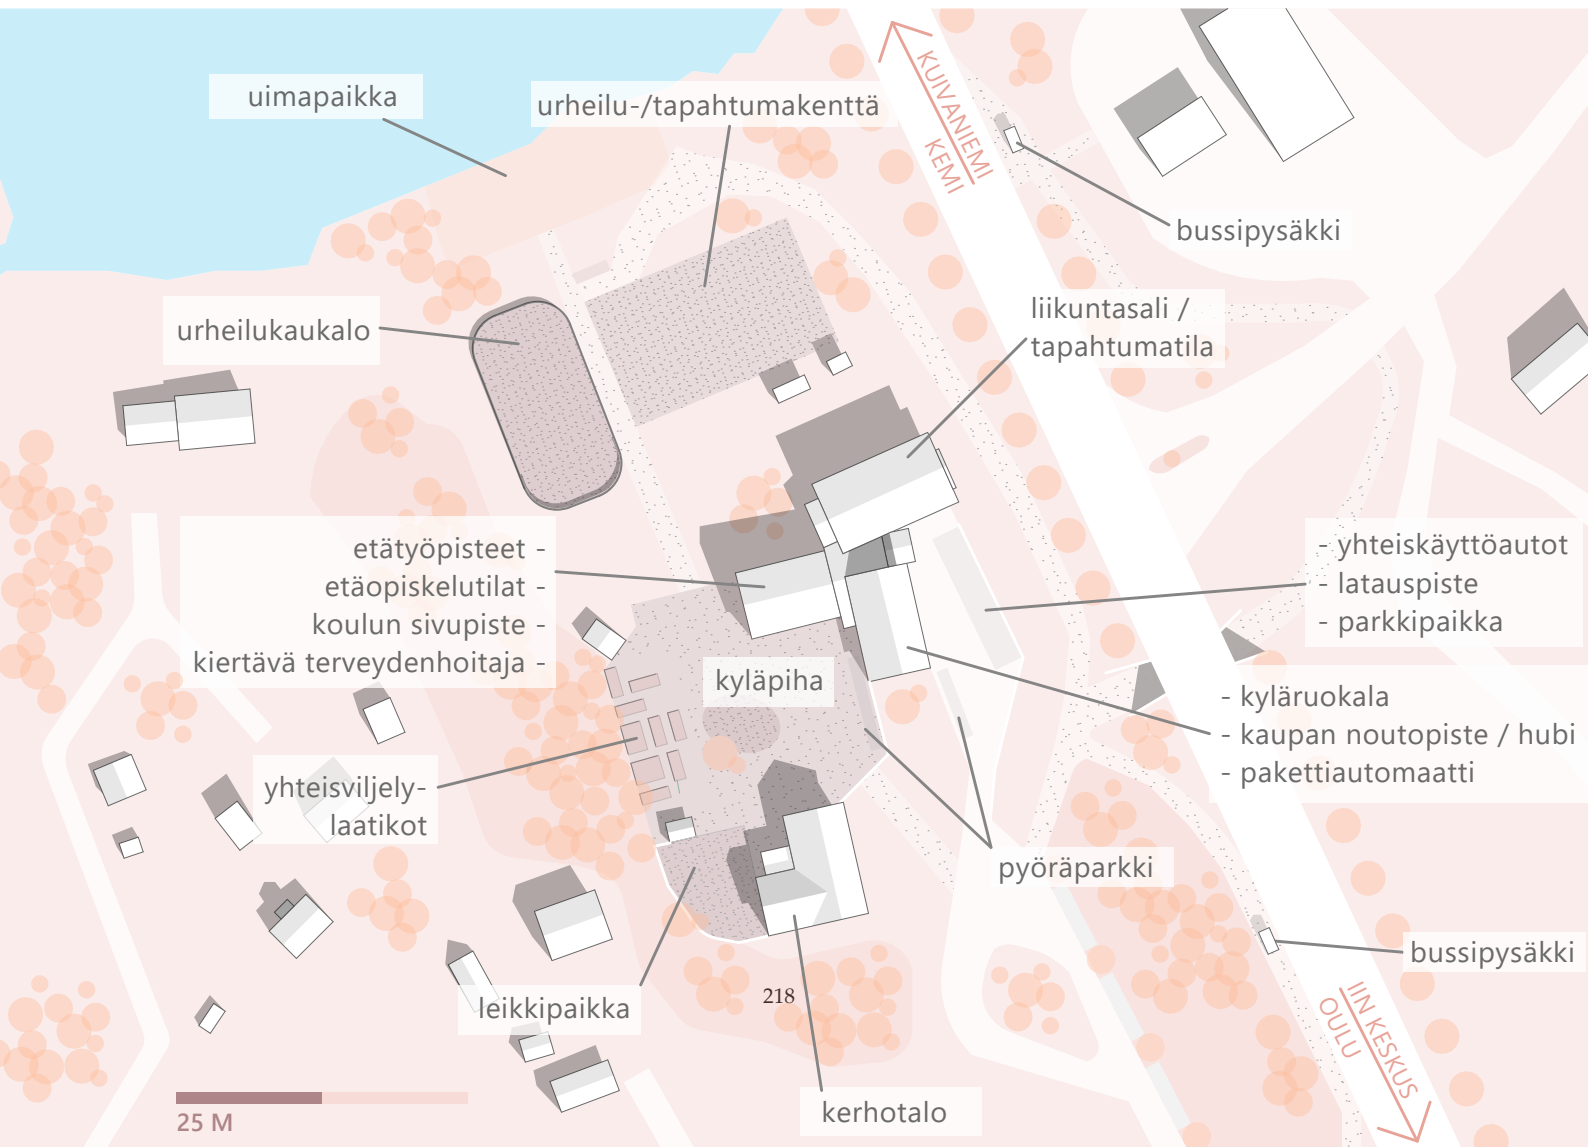 uimapaikka
urheilu-/tapahtumakenttä
KUIVANIEMI
KEMI
bussipysäkki
urheilukaukalo
liikuntasali /
tapahtumatila
etätyöpisteet -
etäopiskelutilat -
koulun sivupiste -
kiertävä terveydenhoitaja -
- yhteiskäyttöautot
- latauspiste
- parkkipaikka
kyläpiha
- kyläruokala
- kaupan noutopiste / hubi
- pakettiautomaatti
yhteisviljely-
laatikot
pyöräparkki
bussipysäkki
leikkipaikka
218
IIN KESKUS
OULU
kerhotalo
25 M